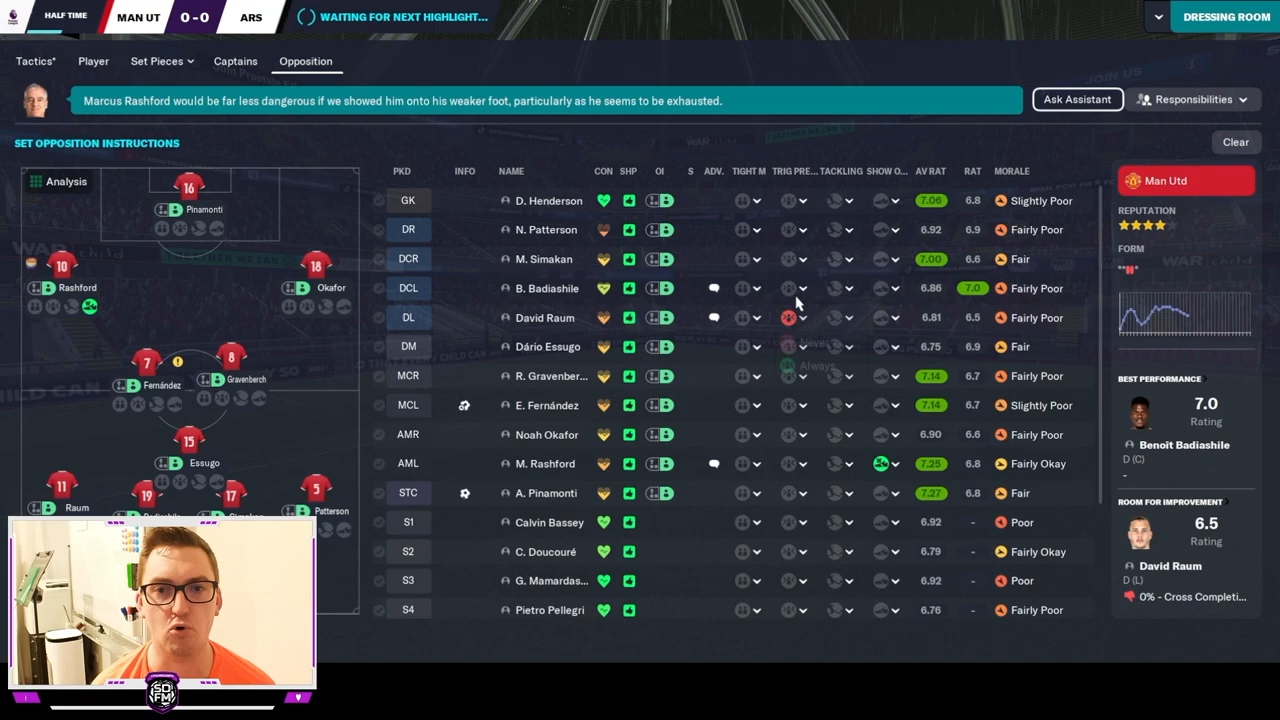 HALF TIME MAN UT 0 - 0 ARS WAITING FOR NEXT HIGHLIGHT... DRESSING ROOM
Tactics* Player Set Pieces Captains Opposition
Marcus Rashford would be far less dangerous if we showed him onto his weaker foot, particularly as he seems to be exhausted. Ask Assistant Responsibilities
SET OPPOSITION INSTRUCTIONS Clear
Analysis
16
Pinamonti
10 18
Rashford Okafor
7 8
Fernández Gravenberch
15
Essugo
11 19 17 5
Raum Patterson
PKD INFO NAME CON SHP OI S ADV. TIGHT M TRIG PRE... TACKLING SHOW O... AV RAT RAT MORALE
GK D. Henderson 7.06 6.8 Slightly Poor
DR N. Patterson 6.92 6.9 Fairly Poor
DCR M. Simakan 7.00 6.6 Fair
DCL B. Badiashile 6.86 7.0 Fairly Poor
DL David Raum 6.81 6.5 Fairly Poor
Never
DM Dário Essugo 6.75 6.9 Fair
Always
MCR R. Gravenber... 7.14 6.7 Fairly Poor
MCL E. Fernández 7.14 6.7 Slightly Poor
AMR Noah Okafor 6.90 6.6 Fairly Poor
AML M. Rashford 7.25 6.8 Fairly Okay
STC A. Pinamonti 7.27 6.8 Fair
S1 Calvin Bassey 6.92 - Poor
S2 C. Doucouré 6.79 - Fairly Okay
S3 G. Mamardas... 6.92 - Poor
S4 Pietro Pellegri 6.76 - Fairly Poor
Man Utd
REPUTATION
FORM
BEST PERFORMANCE
7.0
Rating
Benoît Badiashile
D (C)
-
ROOM FOR IMPROVEMENT
6.5
Rating
David Raum
D (L)
0% - Cross Completi...
SDFM